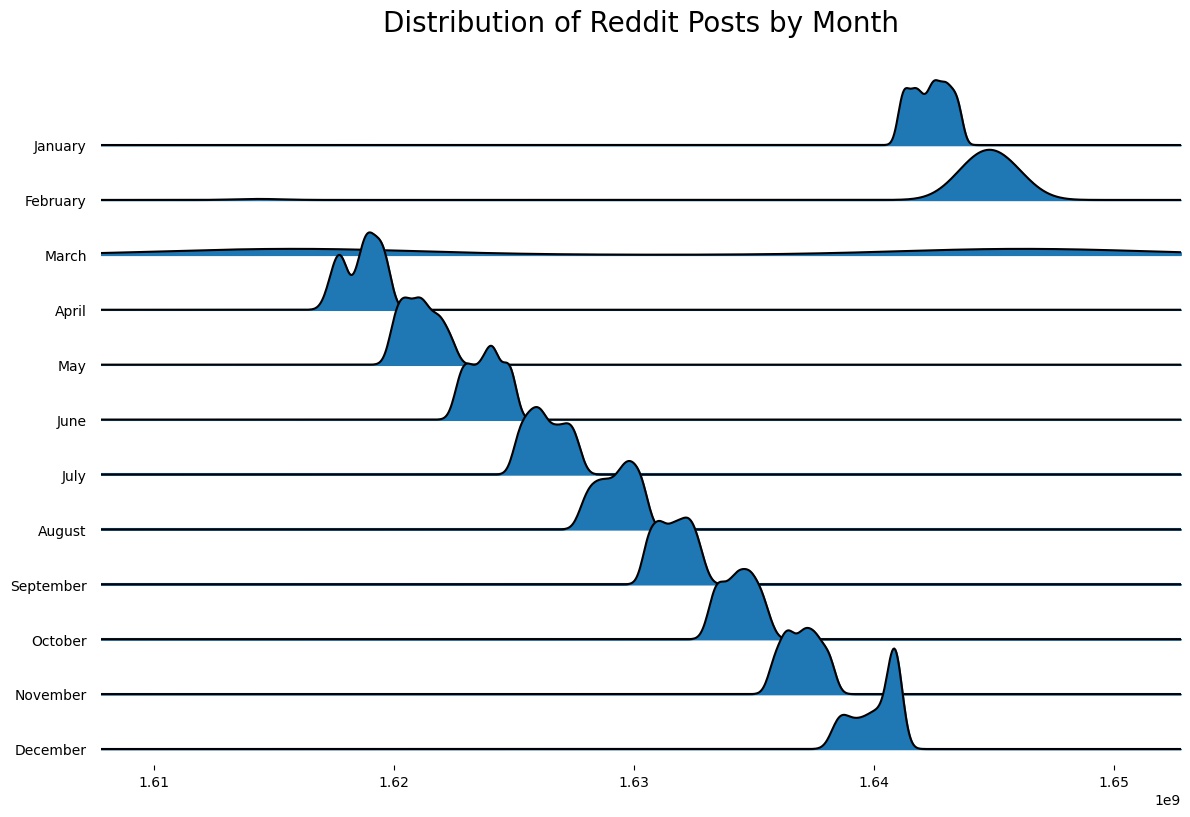 Distribution of Reddit Posts by Month
January
February
March
April
May
June
July
August
September
October
November
December
1.61 1.62 1.63 1.64 1.65
1e9